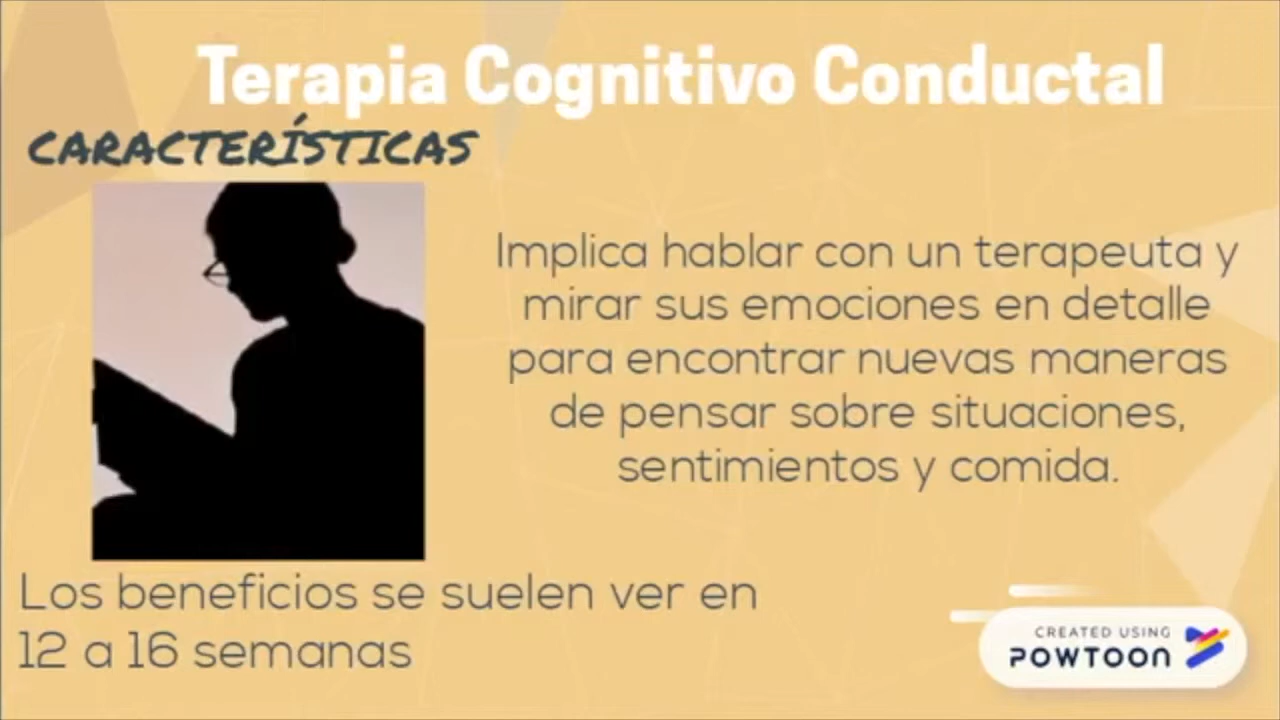 Terapia Cognitivo Conductal
CARACTERÍSTICAS
Implica hablar con un terapeuta y
mirar sus emociones en detalle
para encontrar nuevas maneras
de pensar sobre situaciones,
sentimientos y comida.
Los beneficios se suelen ver en
12 a 16 semanas
CREATED USING
POWTOON